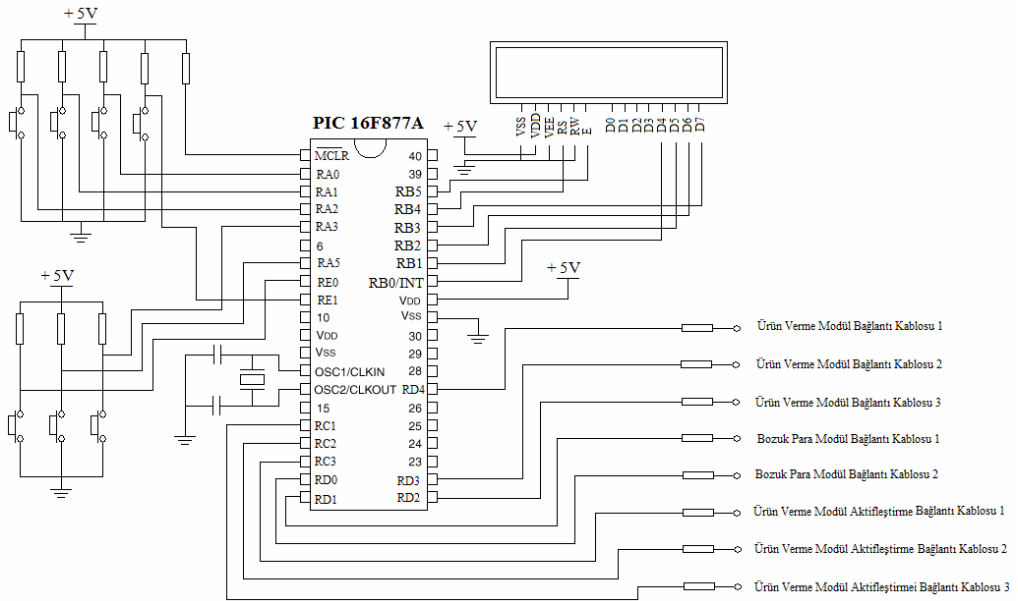 +5V
PIC 16F877A
MCLR
RA0
RA1
RA2
RA3
6
RA5
RE0
RE1
10
VDD
VSS
OSC1/CLKIN
OSC2/CLKOUT
15
RC1
RC2
RC3
RD0
RD1
40
39
RB5
RB4
RB3
RB2
RB1
RB0/INT
VDD
VSS
30
29
28
RD4
26
25
24
23
RD3
RD2
+5V
VSS
VDD
VEE
RS
RW
E
D0
D1
D2
D3
D4
D5
D6
D7
+5V
+5V
Ürün Verme Modül Bağlantı Kablosu 1
Ürün Verme Modül Bağlantı Kablosu 2
Ürün Verme Modül Bağlantı Kablosu 3
Bozuk Para Modül Bağlantı Kablosu 1
Bozuk Para Modül Bağlantı Kablosu 2
Ürün Verme Modül Aktifleştirme Bağlantı Kablosu 1
Ürün Verme Modül Aktifleştirme Bağlantı Kablosu 2
Ürün Verme Modül Aktifleştirmei Bağlantı Kablosu 3